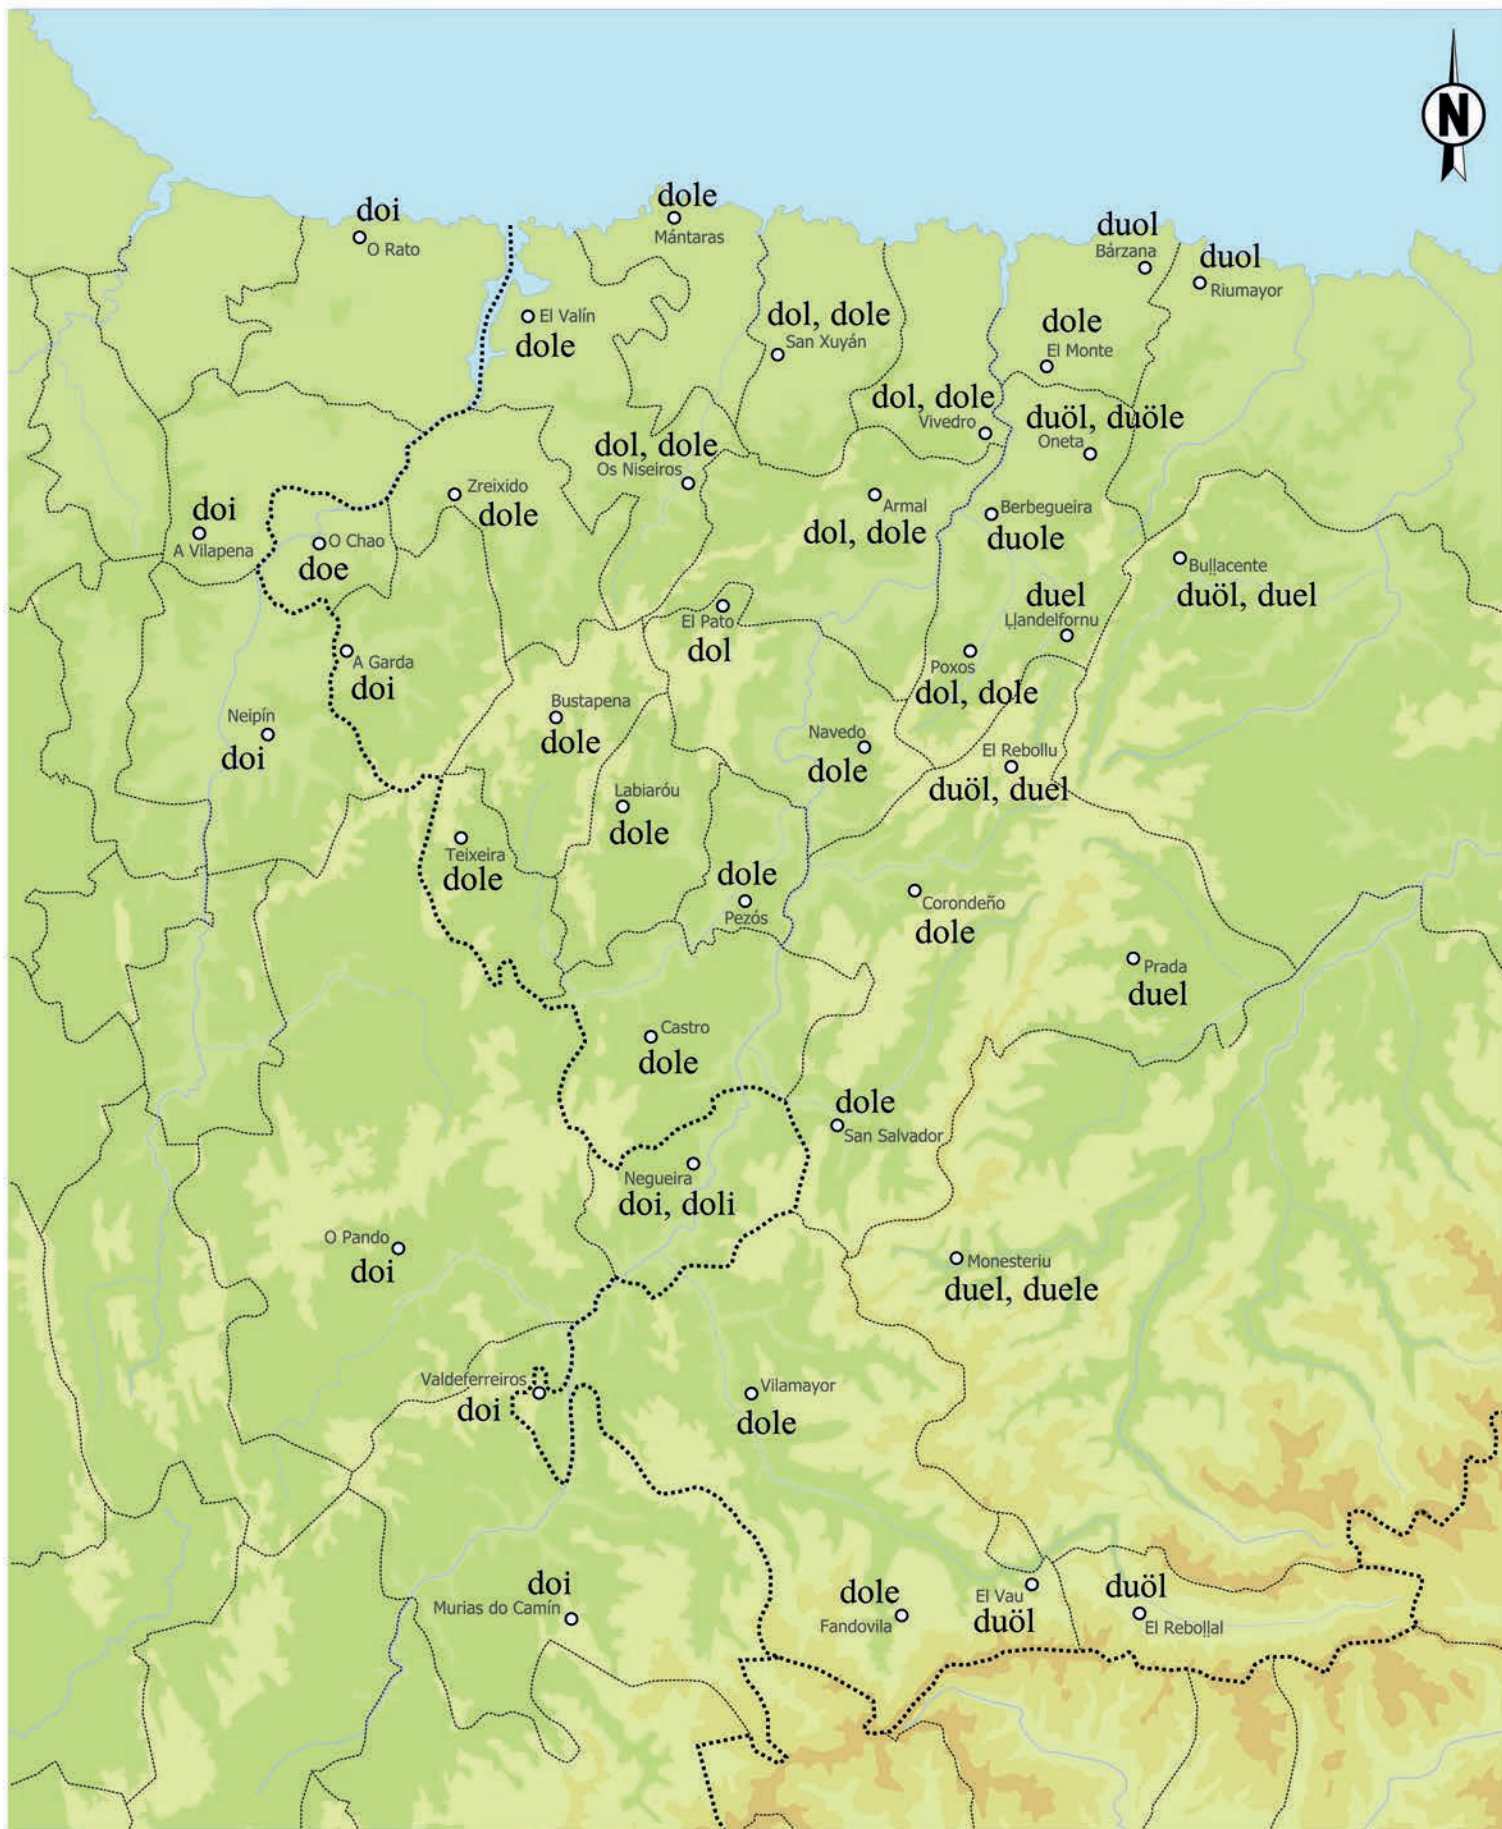 N
dole
Mántaras
doi
O Rato
duol
Bárzana
duol
Riumayor
El Valín
dole
dol, dole
San Xuyán
dole
El Monte
dol, dole
Vivedro
duöl, duöle
Oneta
dol, dole
Os Niseiros
Zreixido
dole
Armal
dol, dole
Berbegueira
duole
doi
A Vilapena
O Chao
doe
Buḷḷacente
duöl, duel
duel
Ḷḷandelfornu
El Pato
dol
A Garda
doi
Poxos
dol, dole
Bustapena
dole
Neipín
doi
Navedo
dole
El Rebollu
duöl, duel
Labiaróu
dole
Teixeira
dole
dole
Pezós
Corondeño
dole
Prada
duel
Castro
dole
dole
San Salvador
Negueira
doi, doli
O Pando
doi
Monesteriu
duel, duele
Valdeferreiros
doi
Vilamayor
dole
doi
Murias do Camín
dole
Fandovila
El Vau
duöl
duöl
El Reboḷḷal